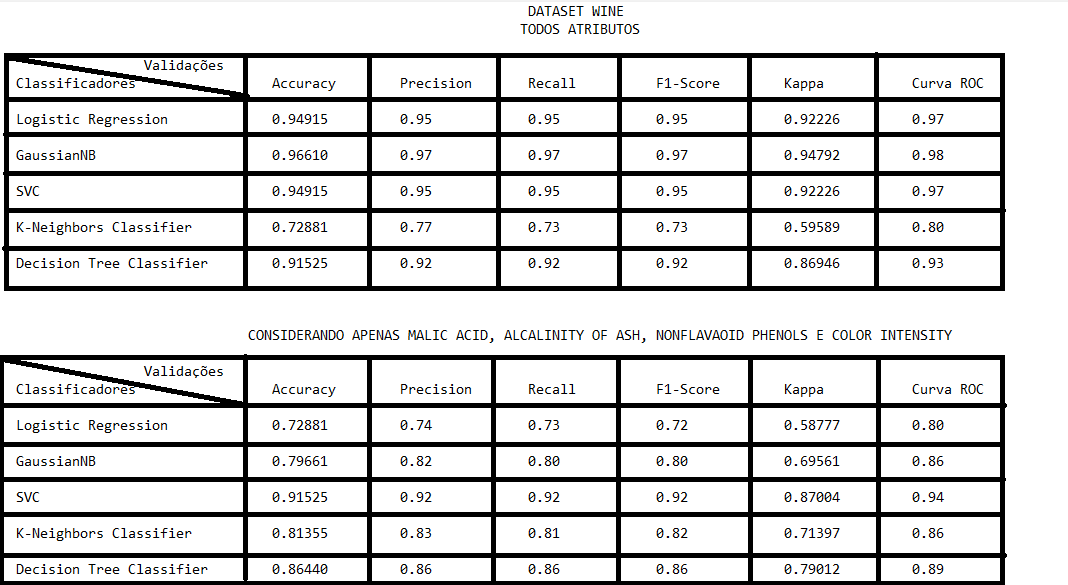 DATASET WINE
TODOS ATRIBUTOS
Validações
Classificadores Accuracy Precision Recall F1-Score Kappa Curva ROC
Logistic Regression 0.94915 0.95 0.95 0.95 0.92226 0.97
GaussianNB 0.96610 0.97 0.97 0.97 0.94792 0.98
SVC 0.94915 0.95 0.95 0.95 0.92226 0.97
K-Neighbors Classifier 0.72881 0.77 0.73 0.73 0.59589 0.80
Decision Tree Classifier 0.91525 0.92 0.92 0.92 0.86946 0.93
CONSIDERANDO APENAS MALIC ACID, ALCALINITY OF ASH, NONFLAVAOID PHENOLS E COLOR INTENSITY
Validações
Classificadores Accuracy Precision Recall F1-Score Kappa Curva ROC
Logistic Regression 0.72881 0.74 0.73 0.72 0.58777 0.80
GaussianNB 0.79661 0.82 0.80 0.80 0.69561 0.86
SVC 0.91525 0.92 0.92 0.92 0.87004 0.94
K-Neighbors Classifier 0.81355 0.83 0.81 0.82 0.71397 0.86
Decision Tree Classifier 0.86440 0.86 0.86 0.86 0.79012 0.89